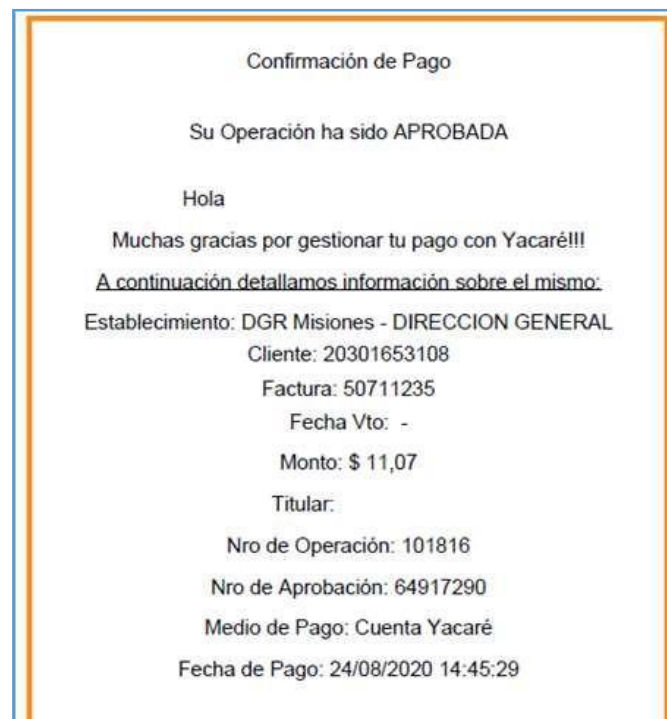 Confirmación de Pago
Su Operación ha sido APROBADA
Hola
Muchas gracias por gestionar tu pago con Yacaré!!!
A continuación detallamos información sobre el mismo:
Establecimiento: DGR Misiones - DIRECCION GENERAL
Cliente: 20301653108
Factura: 50711235
Fecha Vto: -
Monto: $ 11,07
Titular:
Nro de Operación: 101816
Nro de Aprobación: 64917290
Medio de Pago: Cuenta Yacaré
Fecha de Pago: 24/08/2020 14:45:29